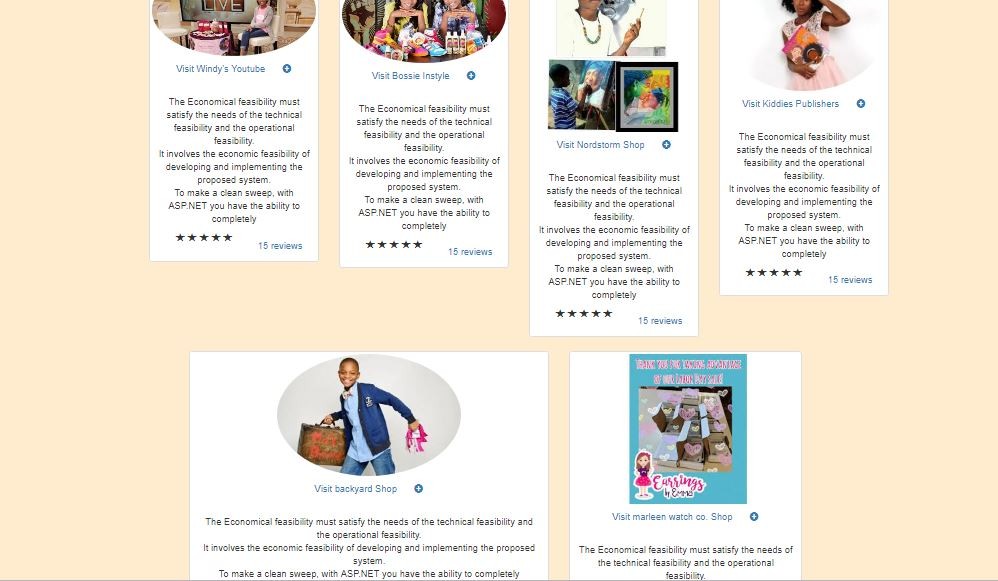 LIVE
Visit Windy's Youtube
The Economical feasibility must
satisfy the needs of the technical
feasibility and the operational
feasibility.
It involves the economic feasibility of
developing and implementing the
proposed system.
To make a clean sweep, with
ASP.NET you have the ability to
completely
★★★★★
15 reviews
Visit Bossie Instyle
The Economical feasibility must
satisfy the needs of the technical
feasibility and the operational
feasibility.
It involves the economic feasibility of
developing and implementing the
proposed system.
To make a clean sweep, with
ASP.NET you have the ability to
completely
★★★★★
15 reviews
Visit Nordstorm Shop
The Economical feasibility must
satisfy the needs of the technical
feasibility and the operational
feasibility.
It involves the economic feasibility of
developing and implementing the
proposed system.
To make a clean sweep, with
ASP.NET you have the ability to
completely
★★★★★
15 reviews
Visit Kiddies Publishers
The Economical feasibility must
satisfy the needs of the technical
feasibility and the operational
feasibility.
It involves the economic feasibility of
developing and implementing the
proposed system.
To make a clean sweep, with
ASP.NET you have the ability to
completely
★★★★★
15 reviews
Visit backyard Shop
The Economical feasibility must satisfy the needs of the technical feasibility and
the operational feasibility.
It involves the economic feasibility of developing and implementing the proposed
system.
To make a clean sweep, with ASP.NET you have the ability to completely
THANK YOU FOR TAKING ADVANTAGE
OF OUR LABOR DAY SALE!
Earrings
by Emma
Visit marleen watch co. Shop
The Economical feasibility must satisfy the needs of
the technical feasibility and the operational
feasibility.